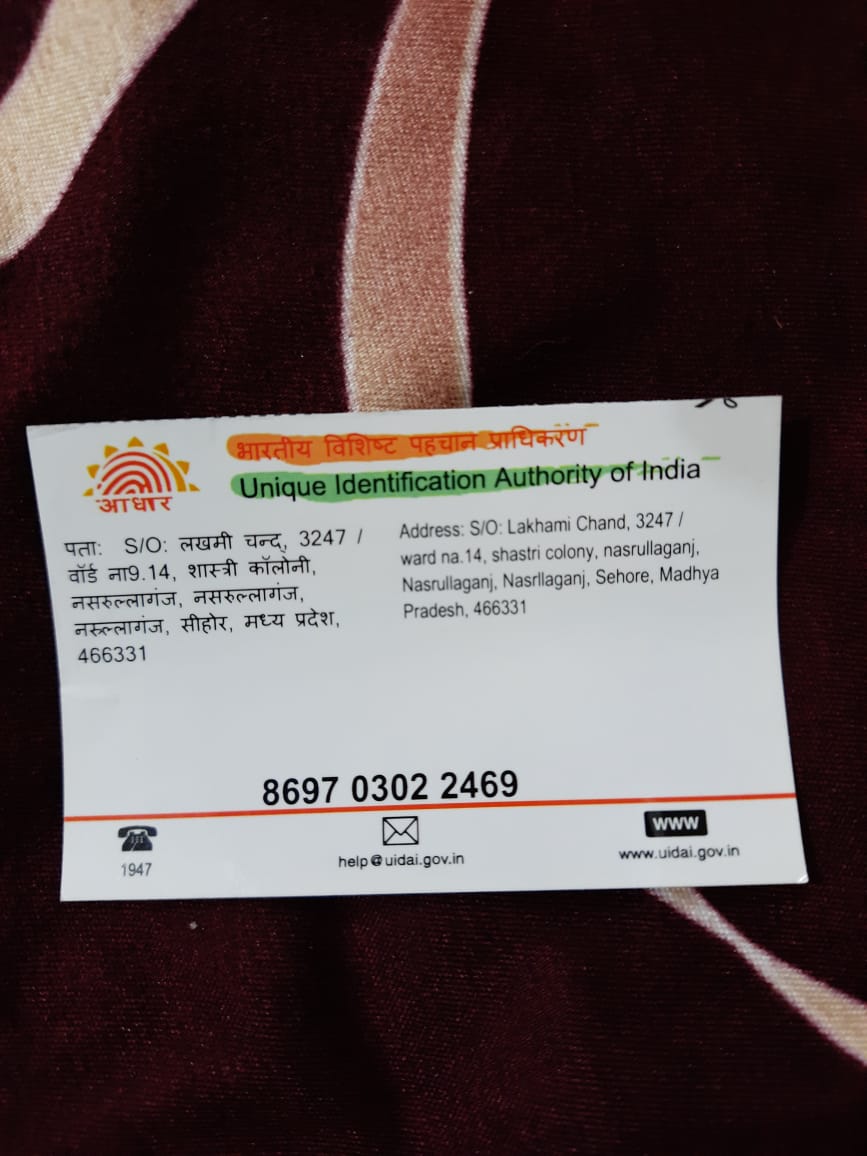 भारतीय विशिष्ट पहचान प्राधिकरण
Unique Identification Authority of India
आधार
पता: S/O: लखमी चन्द्, 3247 /
वॉर्ड ना9.14, शास्त्री कॉलोनी,
नसरुल्लागंज, नसरुल्लागंज,
नरुल्लागंज, सीहोर, मध्य प्रदेश,
466331
Address: S/O: Lakhami Chand, 3247 /
ward na.14, shastri colony, nasrullaganj,
Nasrullaganj, Nasrllaganj, Sehore, Madhya
Pradesh, 466331
8697 0302 2469
1947
help@uidai.gov.in
www
www.uidai.gov.in